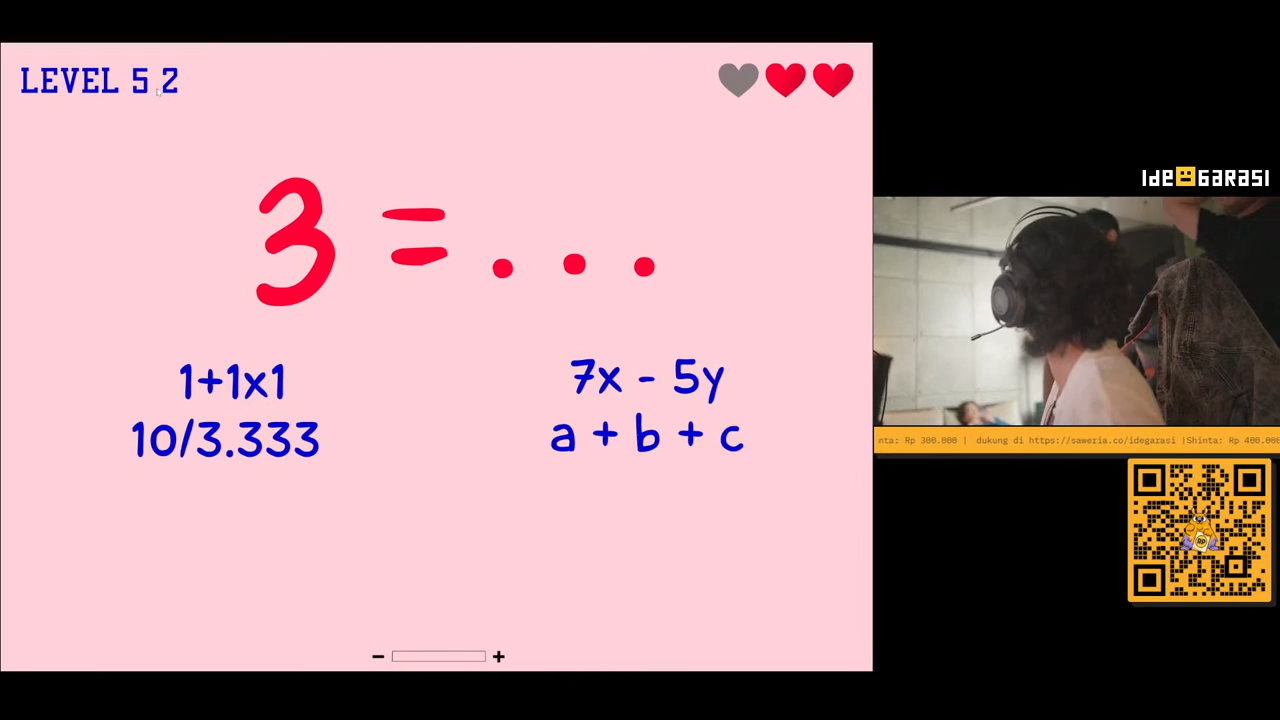 LEVEL 5 2
3 = . . .
1+1x1
10/3.333
7x - 5y
a + b + c
- +
IDE GARASI
nta: Rp 300.000 | dukung di https://saweria.co/idegarasi |Shinta: Rp 400.000
RP